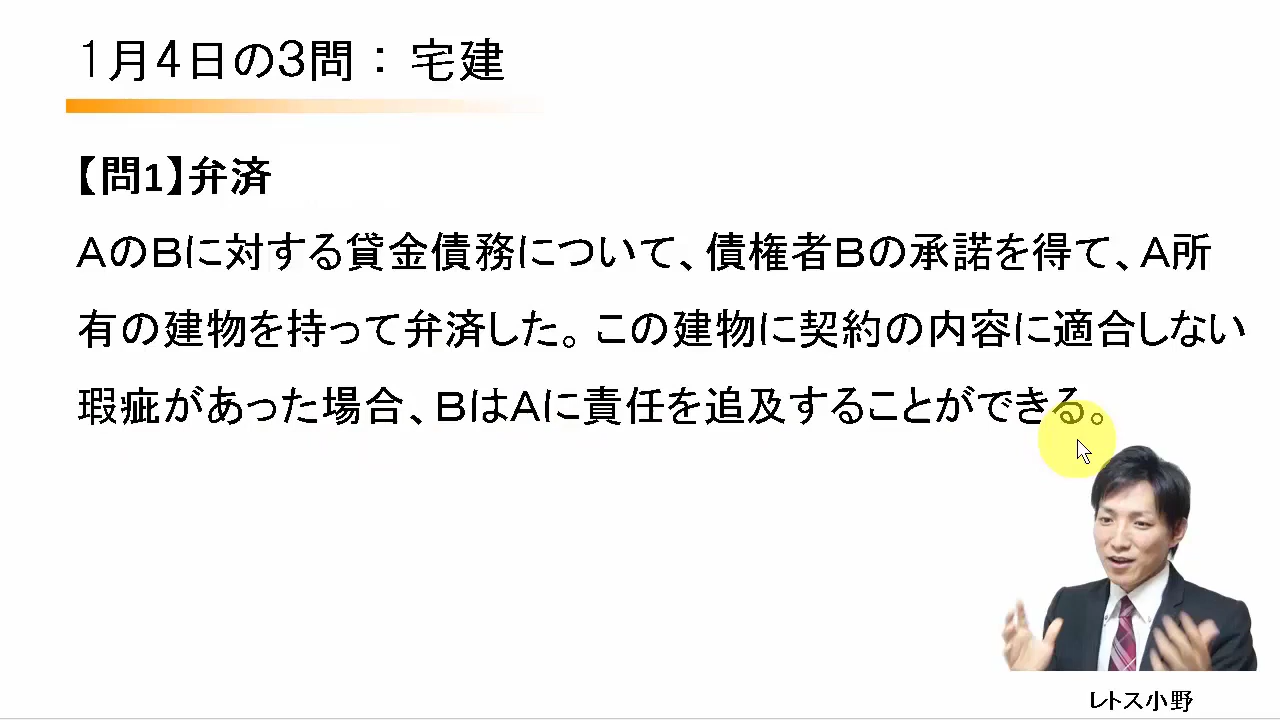 1月4日の3問：宅建
【問1】弁済
AのBに対する貸金債務について、債権者Bの承諾を得て、A所
有の建物を持って弁済した。この建物に契約の内容に適合しない
瑕疵があった場合、BはAに責任を追及することができる。
レトス小野